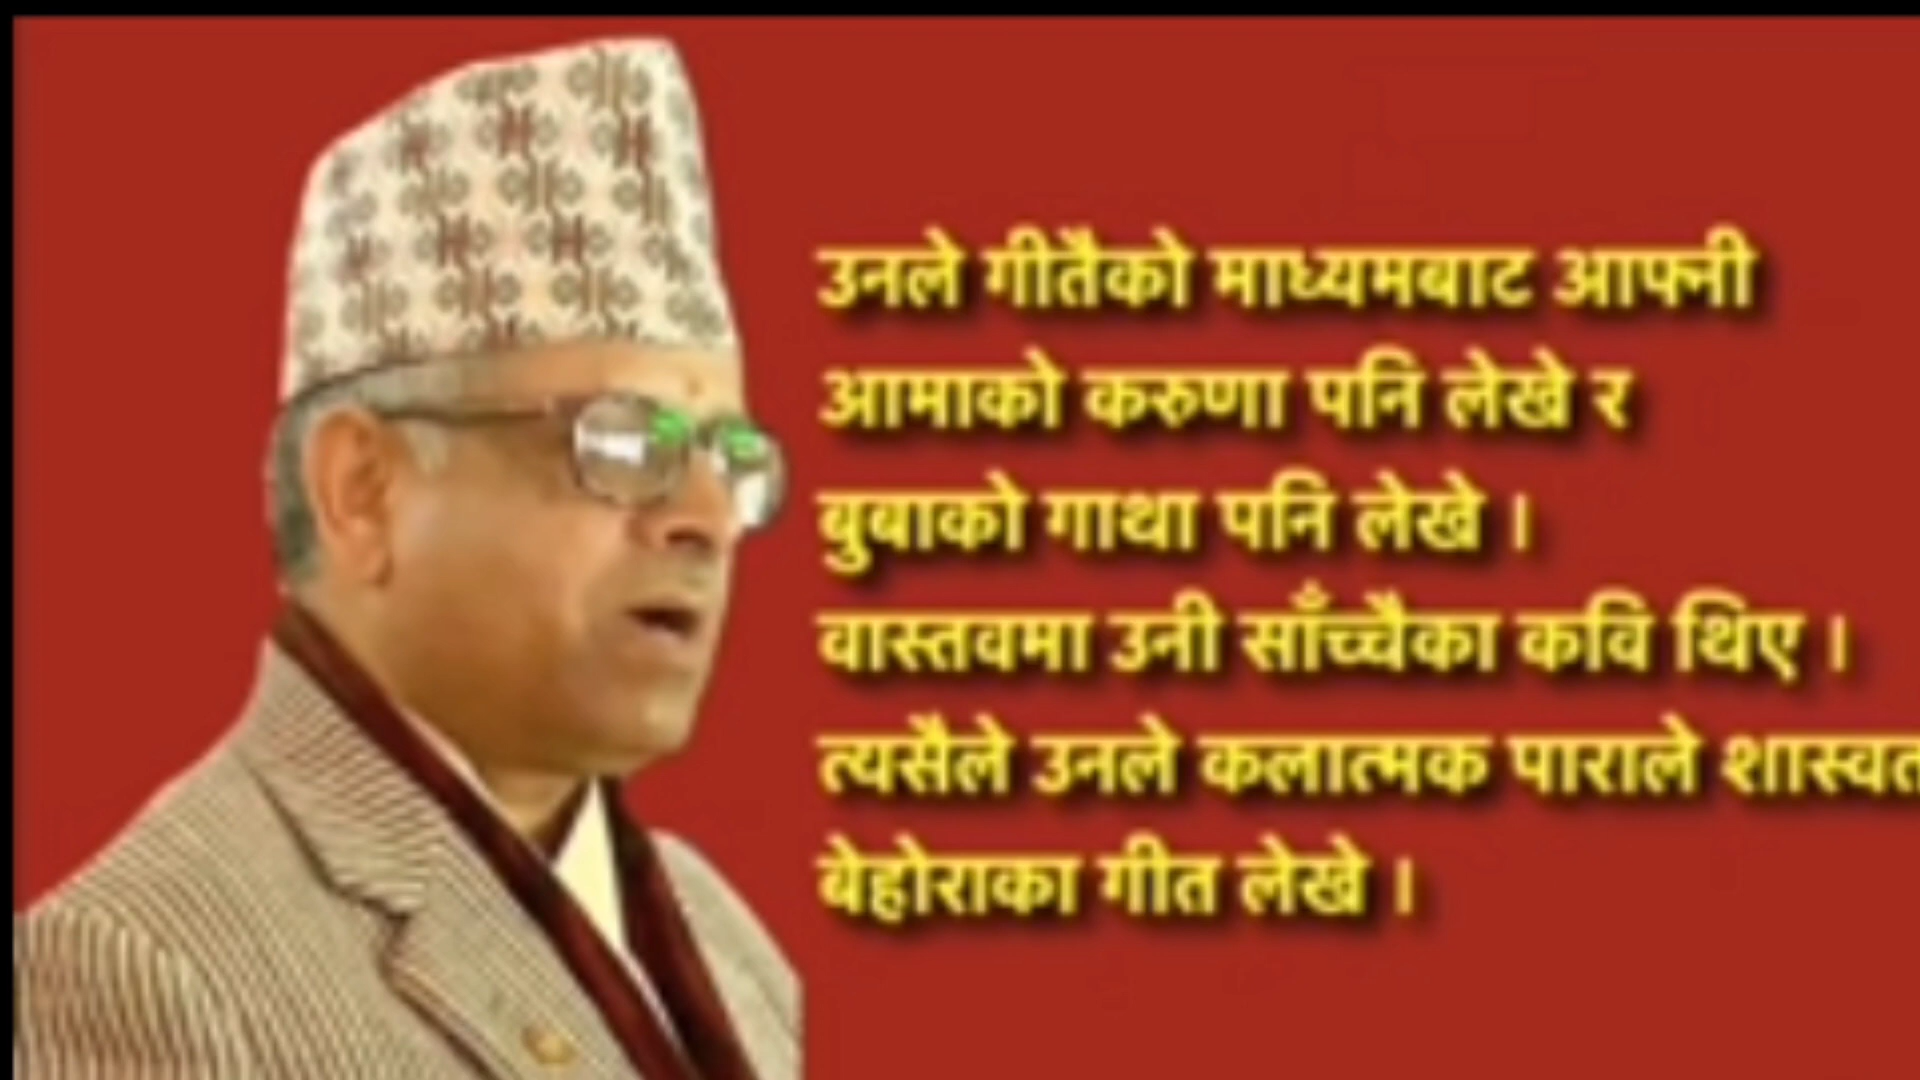 उनले गीतैको माध्यमबाट आफ्नी
आमाको करुणा पनि लेखे र
बुबाको गाथा पनि लेखे ।
वास्तवमा उनी साँच्चैका कवि थिए ।
त्यसैले उनले कलात्मक पाराले शास्वत
बेहोराका गीत लेखे ।